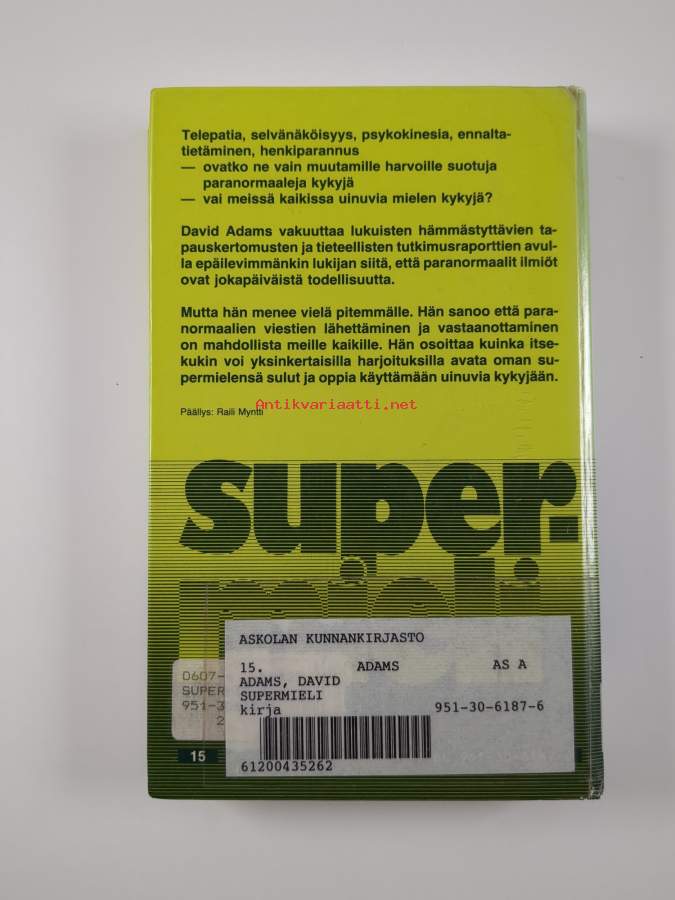 Telepatia, selvänäköisyys, psykokinesia, ennalta-
tietäminen, henkiparannus
— ovatko ne vain muutamille harvoille suotuja
paranormaaleja kykyjä
— vai meissä kaikissa uinuvia mielen kykyjä?
David Adams vakuuttaa lukuisten hämmästyttävien ta-
pauskertomusten ja tieteellisten tutkimusraporttien avul-
la epäilevimmänkin lukijan siitä, että paranormaalit ilmiöt
ovat jokapäiväistä todellisuutta.
Mutta hän menee vielä pitemmälle. Hän sanoo että para-
normaalien viestien lähettäminen ja vastaanottaminen
on mahdollista meille kaikille. Hän osoittaa kuinka itse-
kukin voi yksinkertaisilla harjoituksilla avata oman su-
permielensä sulut ja oppia käyttämään uinuvia kykyjään.
Antikvariaatti.net
Päällys: Raili Myntti
super-
mieli
ASKOLAN KUNNANKIRJASTO
15. ADAMS AS A
ADAMS, DAVID
SUPERMIELI
kirja 951-30-6187-6
61200435262
0607-
SUPER
951-3
2
15